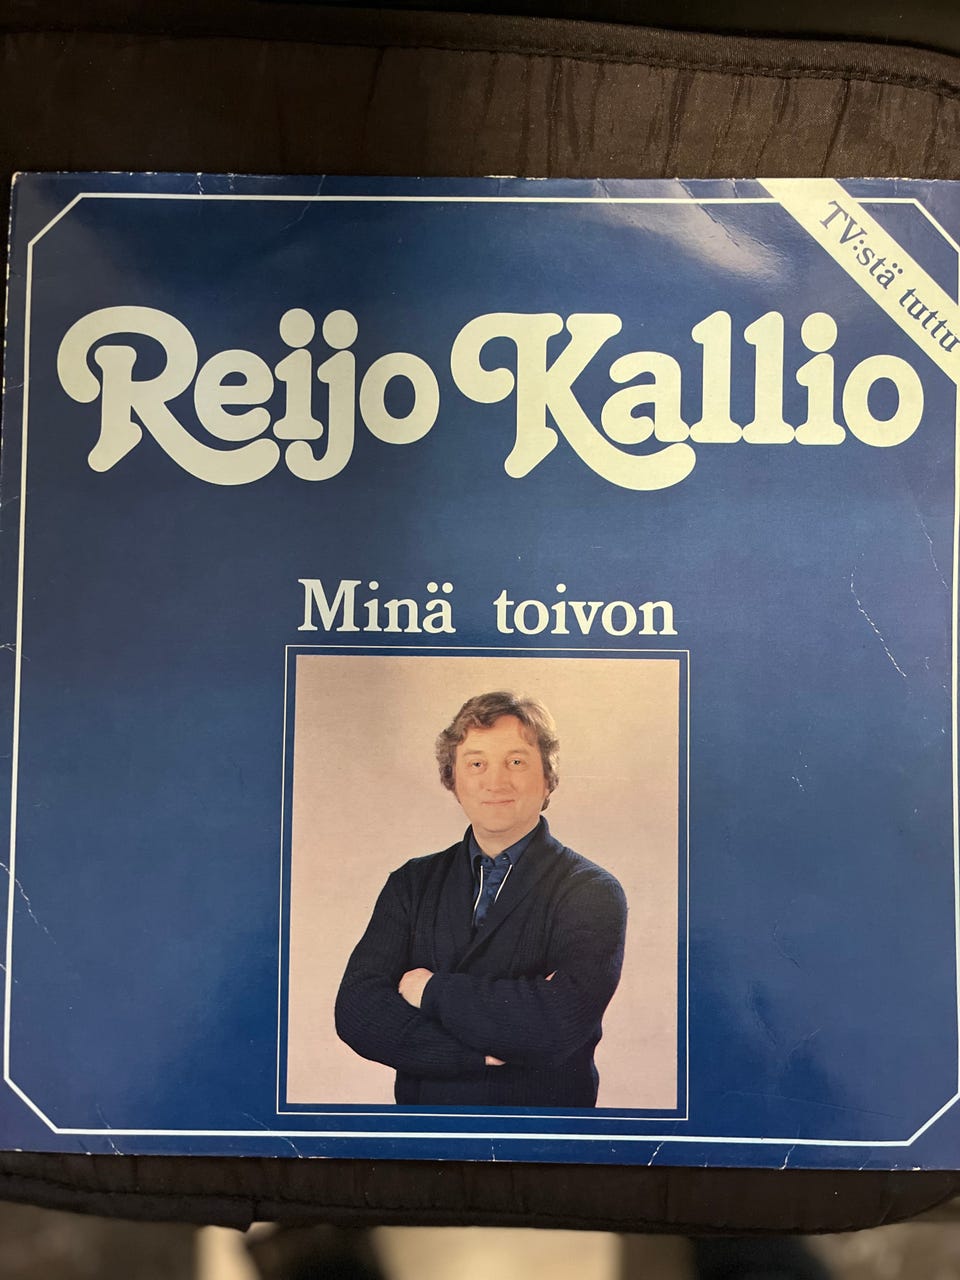 TV:stä tuttu
Reijo Kallio
Minä toivon